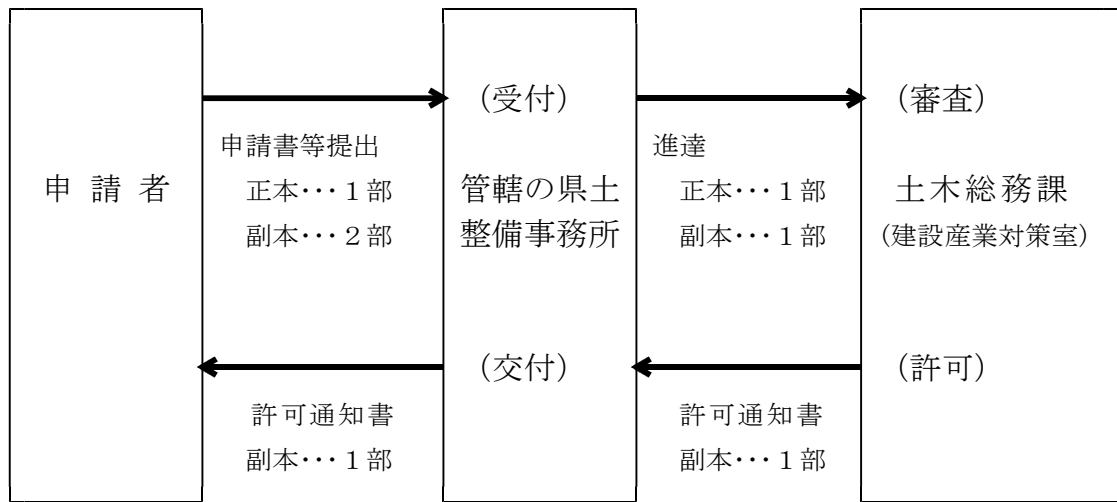 申 請 者
申請書等提出
正本・・・１部
副本・・・２部
許可通知書
副本・・・１部
（受付）
管轄の県土
整備事務所
（交付）
進達
正本・・・１部
副本・・・１部
許可通知書
副本・・・１部
（審査）
土木総務課
（建設産業対策室）
（許可）